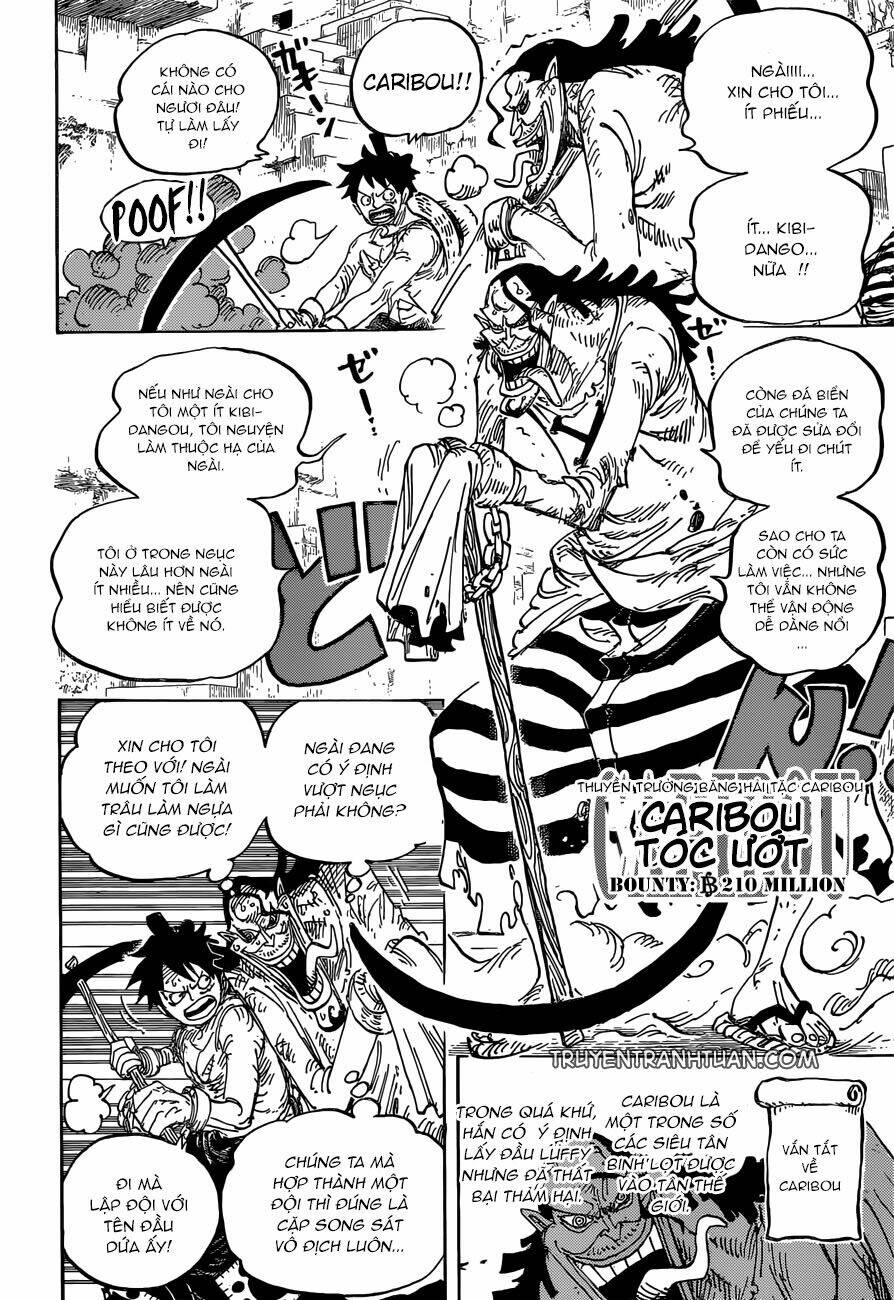 NGÀIIII...
XIN CHO TÔI...
ÍT PHIẾU...
ÍT... KIBI-
DANGO...
NỮA !!
CARIBOU!!
KHÔNG CÓ
CÁI NÀO CHO
NGƯƠI ĐÂU!
TỰ LÀM LẤY
ĐI!
POOF!!
ガキーン
ゼェ
ゼー!
CÒNG ĐÁ BIỂN
CỦA CHÚNG TA
ĐÃ ĐƯỢC SỬA ĐỔI
ĐỂ YẾU ĐI CHÚT
ÍT.
SAO CHO TA
CÒN CÓ SỨC
LÀM VIỆC... NHƯNG
TÔI VẪN KHÔNG
THỂ VẬN ĐỘNG
DỄ DÀNG NỔI
...
NẾU NHƯ NGÀI CHO
TÔI MỘT ÍT KIBI-
DANGOU, TÔI NGUYỆN
LÀM THUỘC HẠ CỦA
NGÀI.
TÔI Ở TRONG NGỤC
NÀY LÂU HƠN NGÀI
ÍT NHIỀU... NÊN CŨNG
HIỂU BIẾT ĐƯỢC
KHÔNG ÍT VỀ NÓ.
THUYỀN TRƯỞNG BĂNG HẢI TẶC CARIBOU
CARIBOU
TÓC ƯỚT
BOUNTY: ฿ 210 MILLION
NGÀI ĐANG
CÓ Ý ĐỊNH
VƯỢT NGỤC
PHẢI KHÔNG?
XIN CHO TÔI
THEO VỚI! NGÀI
MUỐN TÔI LÀM
TRÂU LÀM NGỰA
GÌ CŨNG ĐƯỢC!
CHÚNG TA MÀ
HỢP THÀNH MỘT
ĐỘI THÌ ĐÚNG LÀ
CẶP SONG SÁT
VÔ ĐỊCH LUÔN...
ĐI MÀ
LẬP ĐỘI VỚI
TÊN ĐẦU
DỨA ẤY!
TRUYENTRANHTUAN.COM
VẮN TẮT
VỀ
CARIBOU
CARIBOU LÀ
MỘT TRONG SỐ
CÁC SIÊU TÂN
BINH LỌT ĐƯỢC
VÀO TÂN THẾ
GIỚI.
TRONG QUÁ KHỨ,
HẮN CÓ Ý ĐỊNH
LẤY ĐẦU LUFFY
NHƯNG ĐÃ THẤT
BẠI THẢM HẠI.